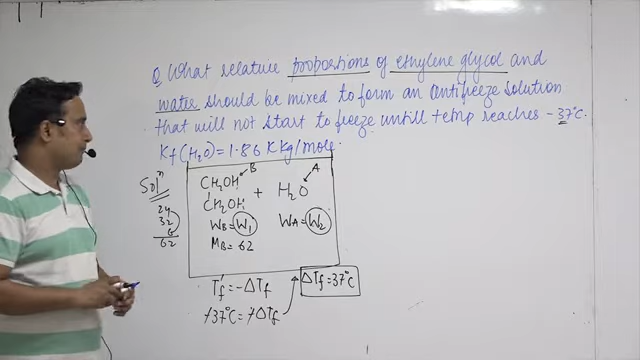 Q What relative proportions of ethylene glycol and
water should be mixed to form an antifreeze solution
that will not start to freeze untill temp reaches -37°C.
Kf(H₂O) = 1.86 K kg/mole.
Solⁿ
24
32
6
62
B
CH₂OH
CH₂OH
+
A
H₂O
WB = W₁
WA = W₂
MB = 62
Tf' = -ΔTf
-37°C = -ΔTf
ΔTf = 37°C